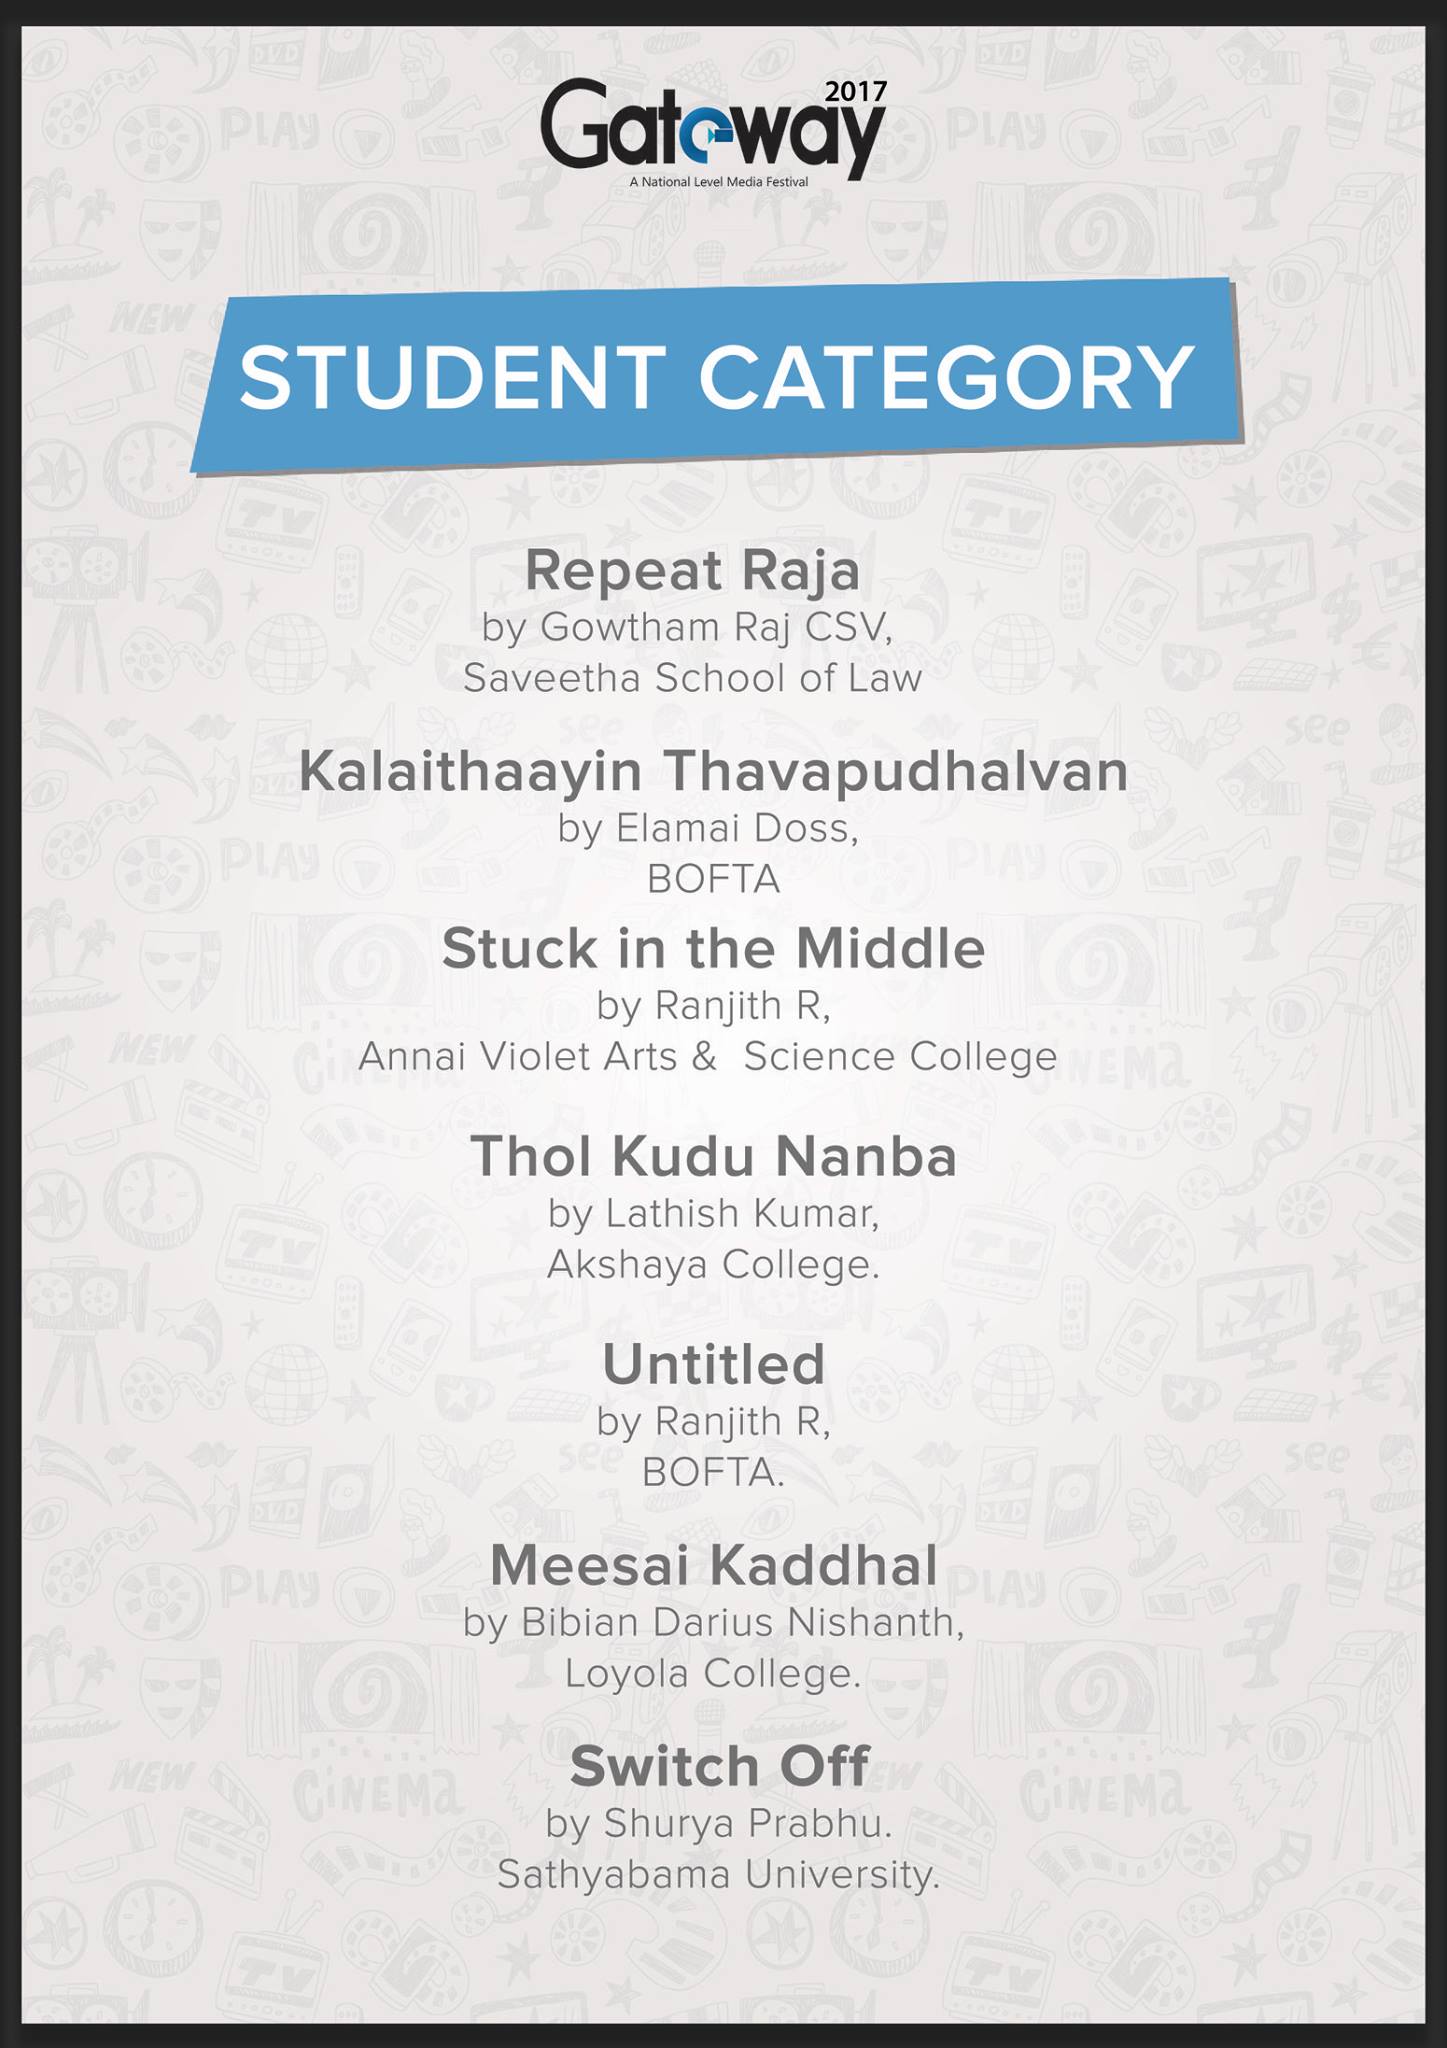 2017
Gateway
A National Level Media Festival
STUDENT CATEGORY
Repeat Raja
by Gowtham Raj CSV,
Saveetha School of Law
Kalaithaayin Thavapudhalvan
by Elamai Doss,
BOFTA
Stuck in the Middle
by Ranjith R,
Annai Violet Arts & Science College
Thol Kudu Nanba
by Lathish Kumar,
Akshaya College.
Untitled
by Ranjith R,
BOFTA.
Meesai Kaddhal
by Bibian Darius Nishanth,
Loyola College.
Switch Off
by Shurya Prabhu.
Sathyabama University.